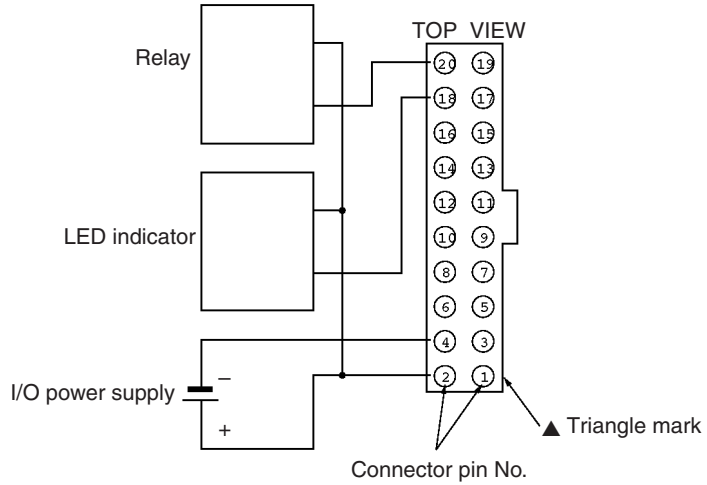 TOP VIEW
Relay
20 19
18 17
16 15
14 13
12 11
LED indicator
10 9
8 7
6 5
4 3
I/O power supply
−
2 1
+
▲ Triangle mark
Connector pin No.